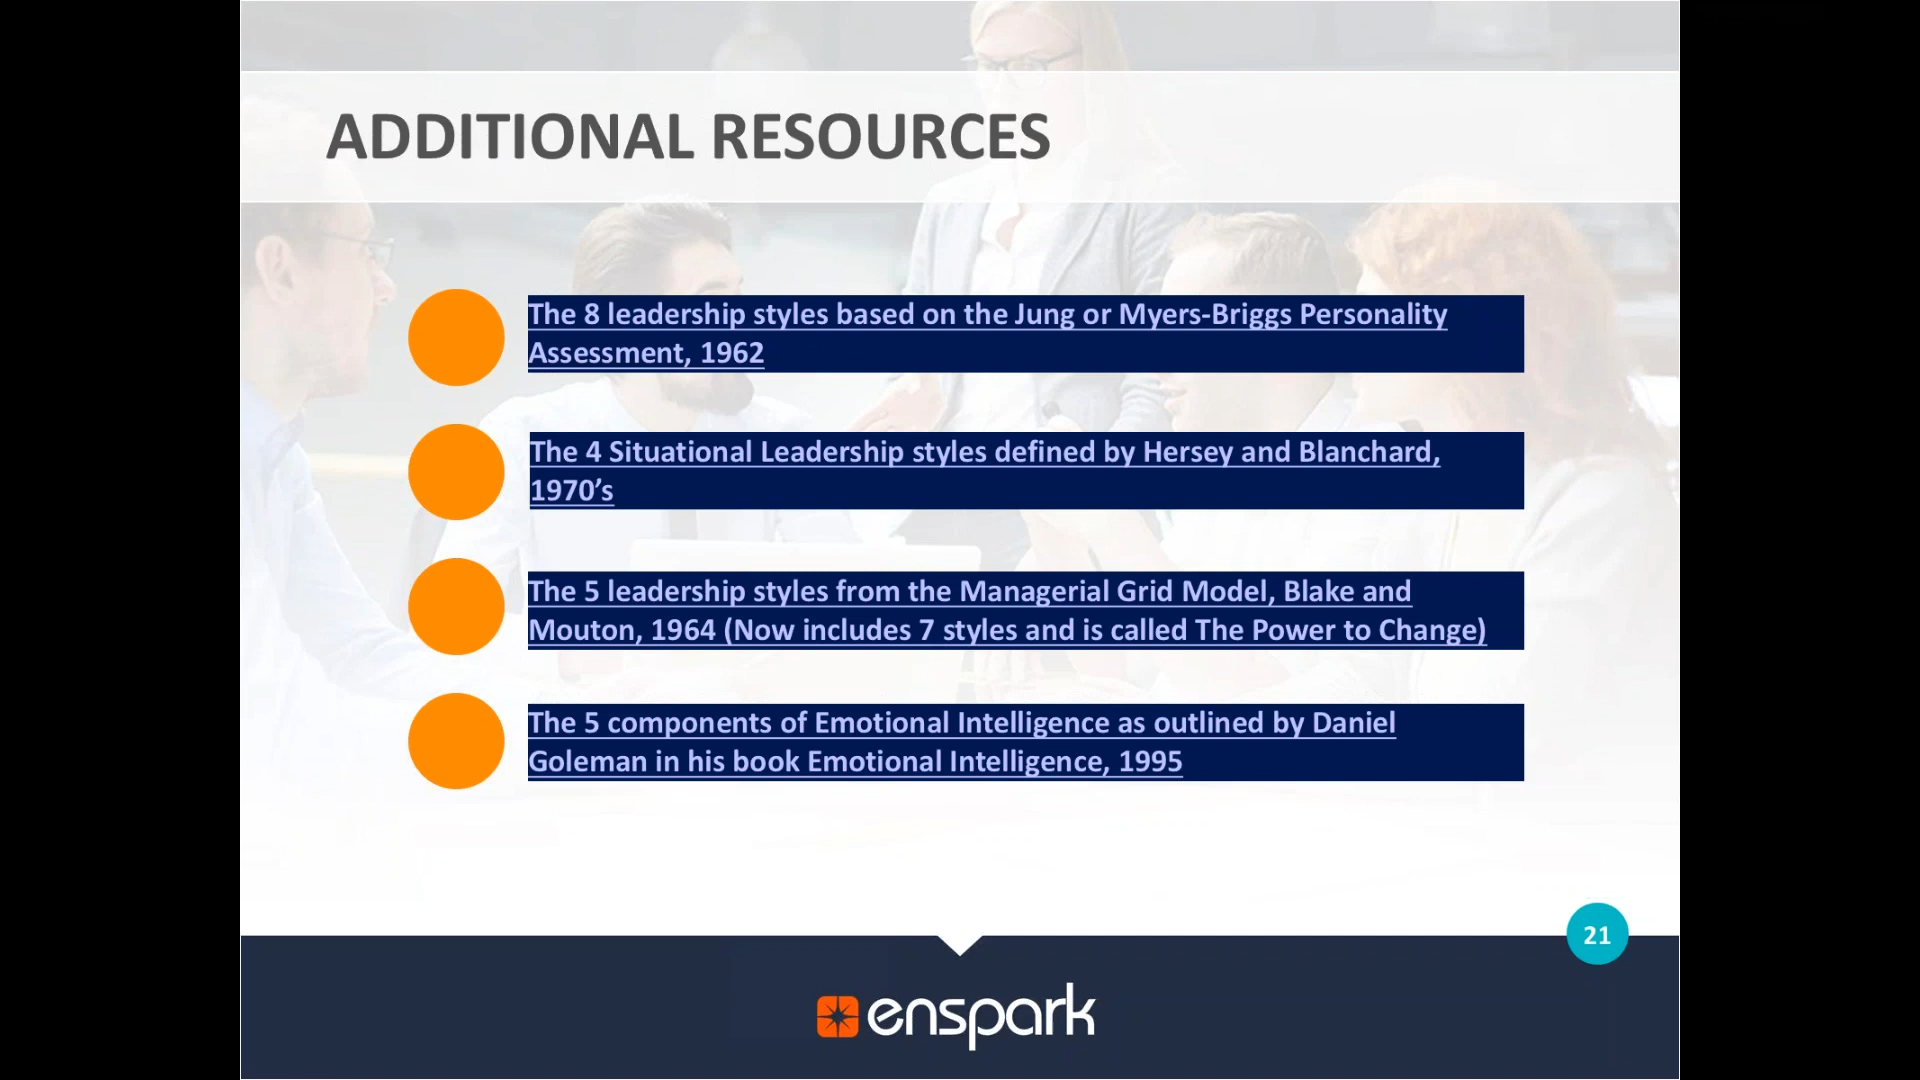 ADDITIONAL RESOURCES
The 8 leadership styles based on the Jung or Myers-Briggs Personality
Assessment, 1962
The 4 Situational Leadership styles defined by Hersey and Blanchard,
1970’s
The 5 leadership styles from the Managerial Grid Model, Blake and
Mouton, 1964 (Now includes 7 styles and is called The Power to Change)
The 5 components of Emotional Intelligence as outlined by Daniel
Goleman in his book Emotional Intelligence, 1995
21
enspark